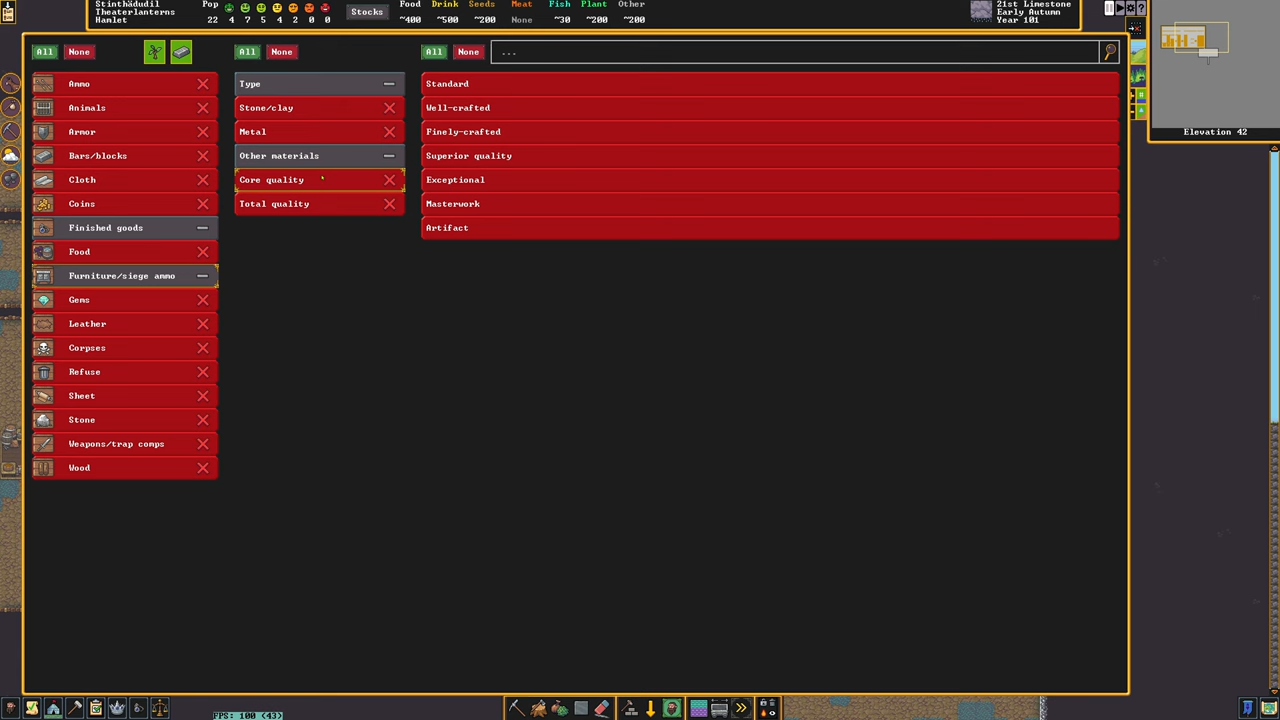 Stinthädudil
Theaterlanterns
Hamlet
Pop
22 4 7 5 4 2 0 0
Stocks
Food Drink Seeds Meat Fish Plant Other
~400 ~500 ~200 None ~30 ~200 ~200
21st Limestone
Early Autumn
Year 101
Elevation 42
All None
All None
All None
...
Ammo
Animals
Armor
Bars/blocks
Cloth
Coins
Finished goods
Food
Furniture/siege ammo
Gems
Leather
Corpses
Refuse
Sheet
Stone
Weapons/trap comps
Wood
Type
Stone/clay
Metal
Other materials
Core quality
Total quality
Standard
Well-crafted
Finely-crafted
Superior quality
Exceptional
Masterwork
Artifact
FPS: 100 (43)